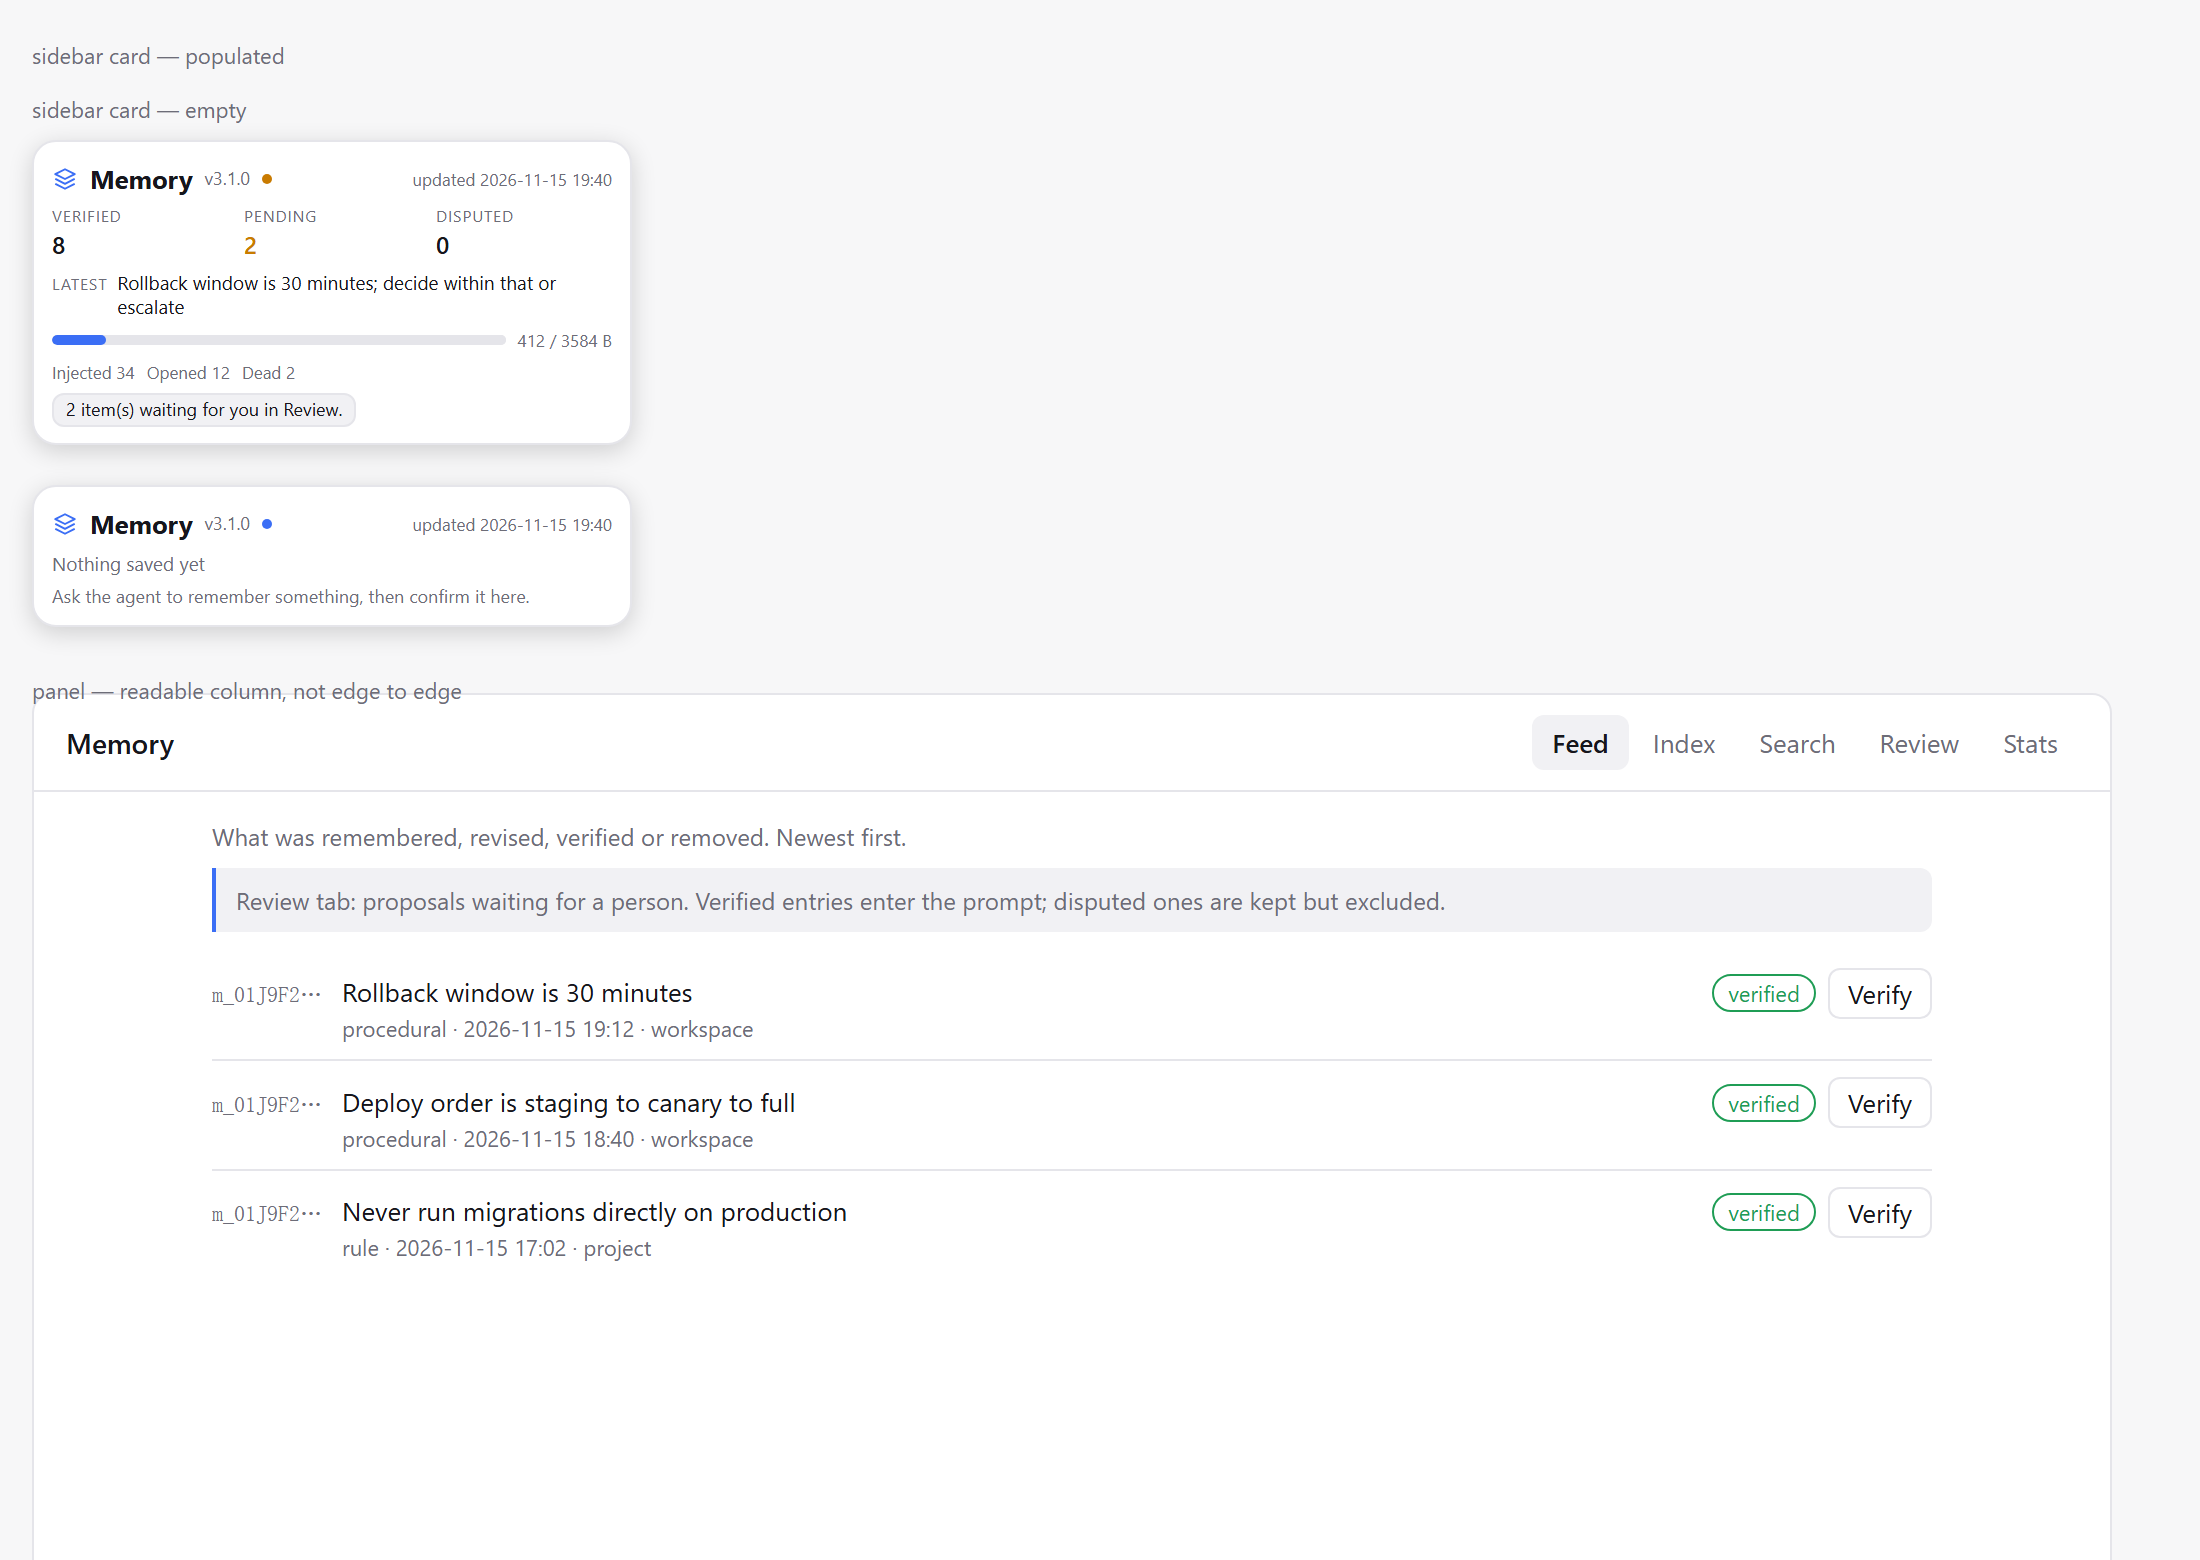 sidebar card — populated
sidebar card — empty
Memory v3.1.0 updated 2026-11-15 19:40
VERIFIED PENDING DISPUTED
8 2 0
LATEST Rollback window is 30 minutes; decide within that or
escalate
412 / 3584 B
Injected 34 Opened 12 Dead 2
2 item(s) waiting for you in Review.
Memory v3.1.0 updated 2026-11-15 19:40
Nothing saved yet
Ask the agent to remember something, then confirm it here.
panel — readable column, not edge to edge
Memory Feed Index Search Review Stats
What was remembered, revised, verified or removed. Newest first.
Review tab: proposals waiting for a person. Verified entries enter the prompt; disputed ones are kept but excluded.
m_01J9F2… Rollback window is 30 minutes verified Verify
procedural · 2026-11-15 19:12 · workspace
m_01J9F2… Deploy order is staging to canary to full verified Verify
procedural · 2026-11-15 18:40 · workspace
m_01J9F2… Never run migrations directly on production verified Verify
rule · 2026-11-15 17:02 · project